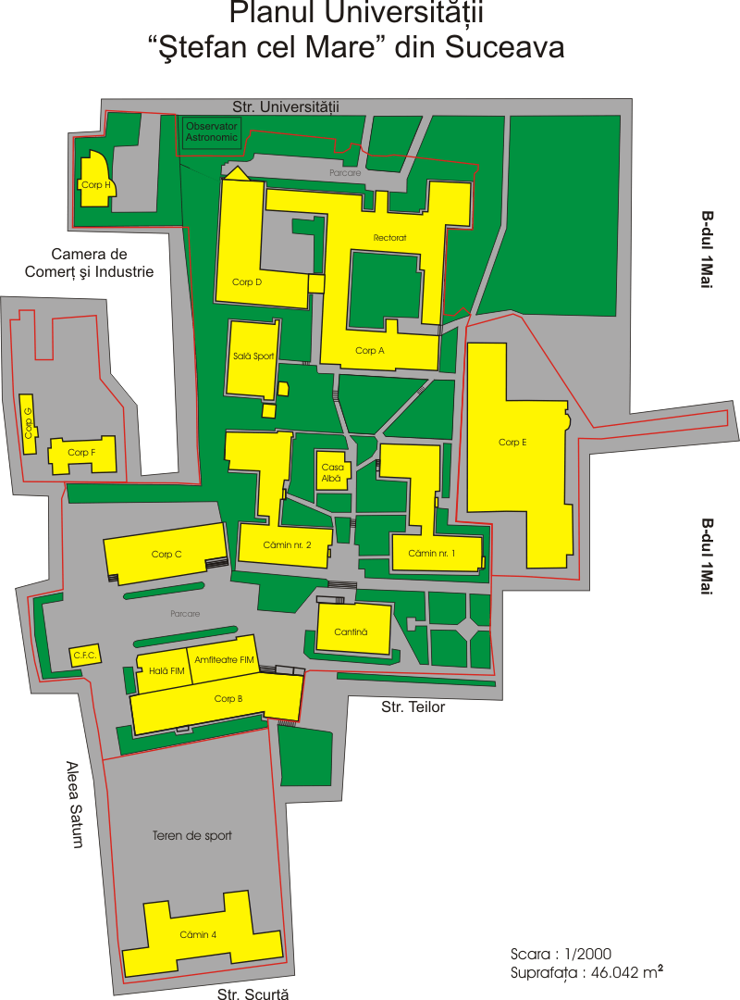 Planul Universității
“Ştefan cel Mare” din Suceava
Str. Universității
Observator
Astronomic
Parcare
Corp H
B-dul 1Mai
Rectorat
Camera de
Comerț şi Industrie
Corp D
Corp A
Sală Sport
Corp G
Corp F
Corp E
Casa
Albă
B-dul 1Mai
Corp C
Cămin nr. 2
Cămin nr. 1
Parcare
Cantină
C.F.C.
Hală FIM
Amfiteatre FIM
Corp B
Str. Teilor
Aleea Saturn
Teren de sport
Cămin 4
Scara : 1/2000
Suprafața : 46.042 m²
Str. Scurtă